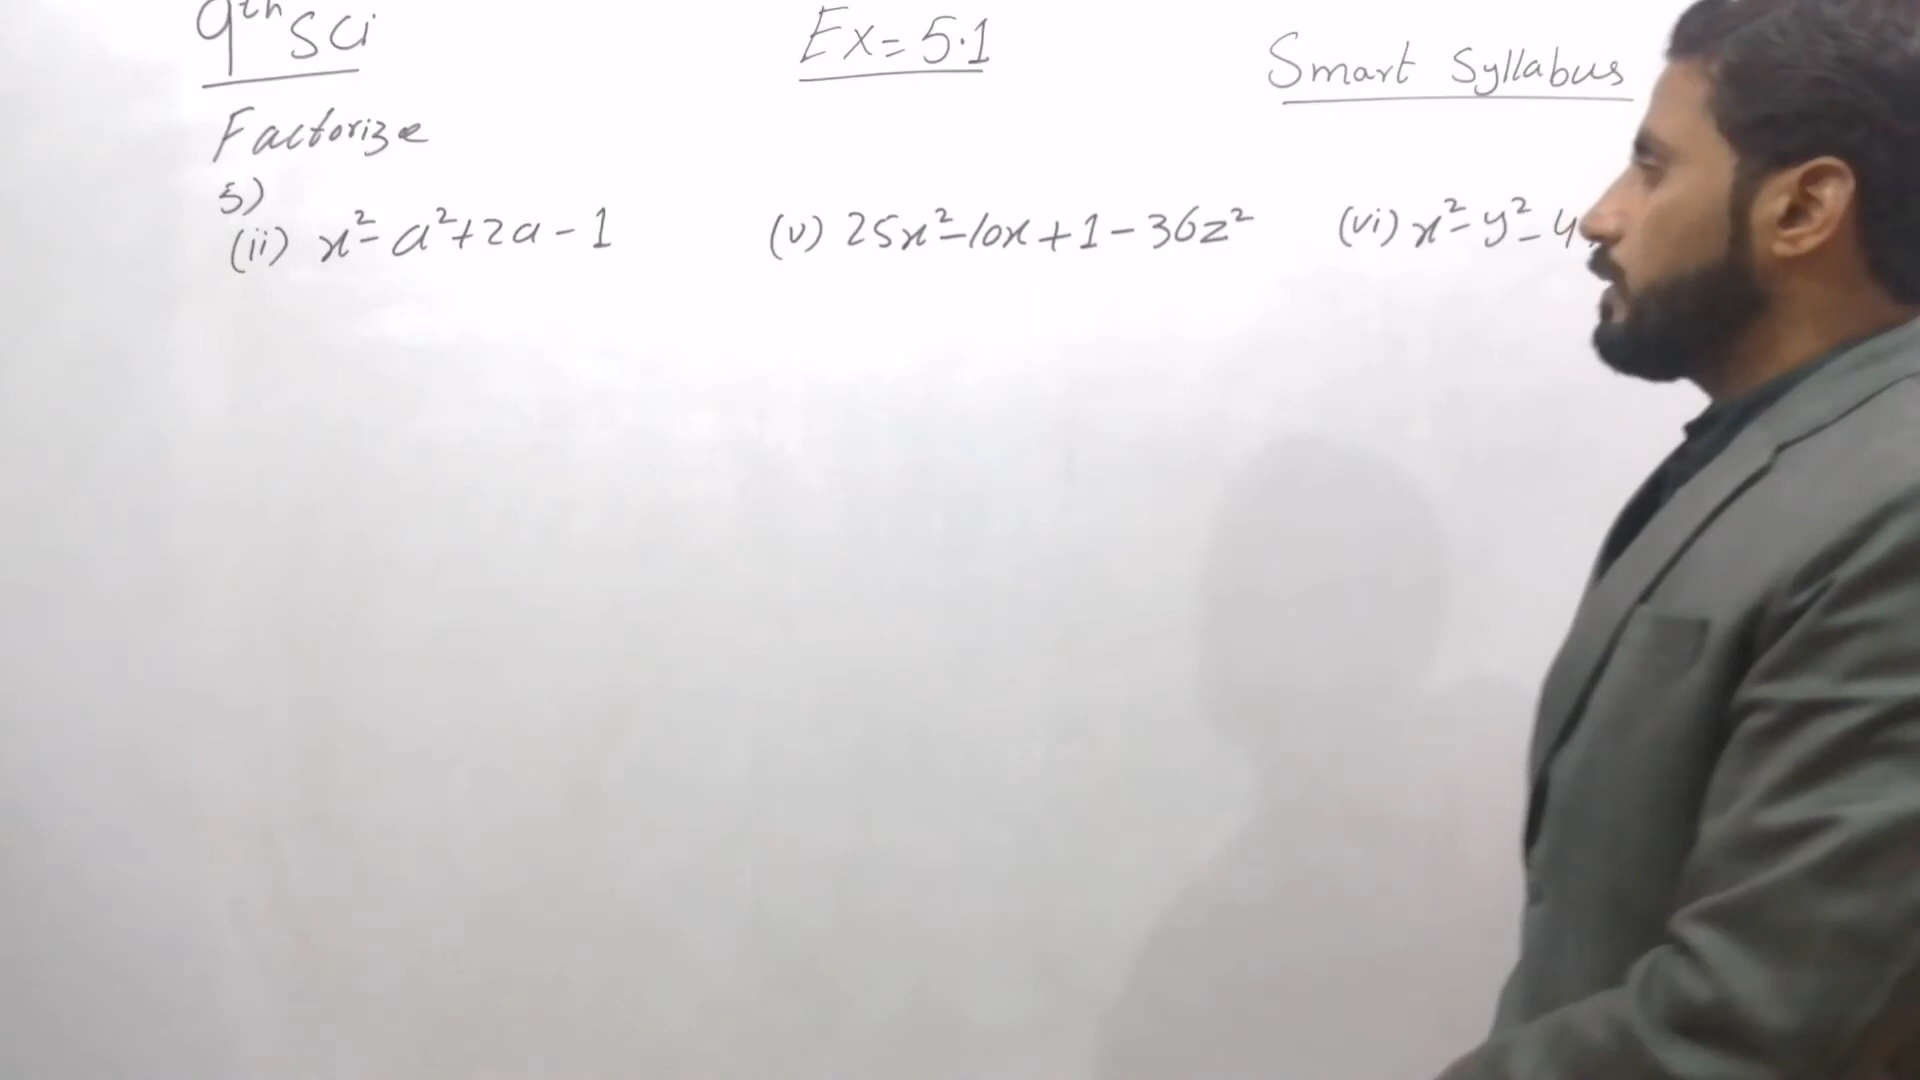 9th Sci
Ex = 5.1
Smart Syllabus
Factorize
5)
(ii) x² - a² + 2a - 1
(v) 25x² - 10x + 1 - 36z²
(vi) x² - y² - 4